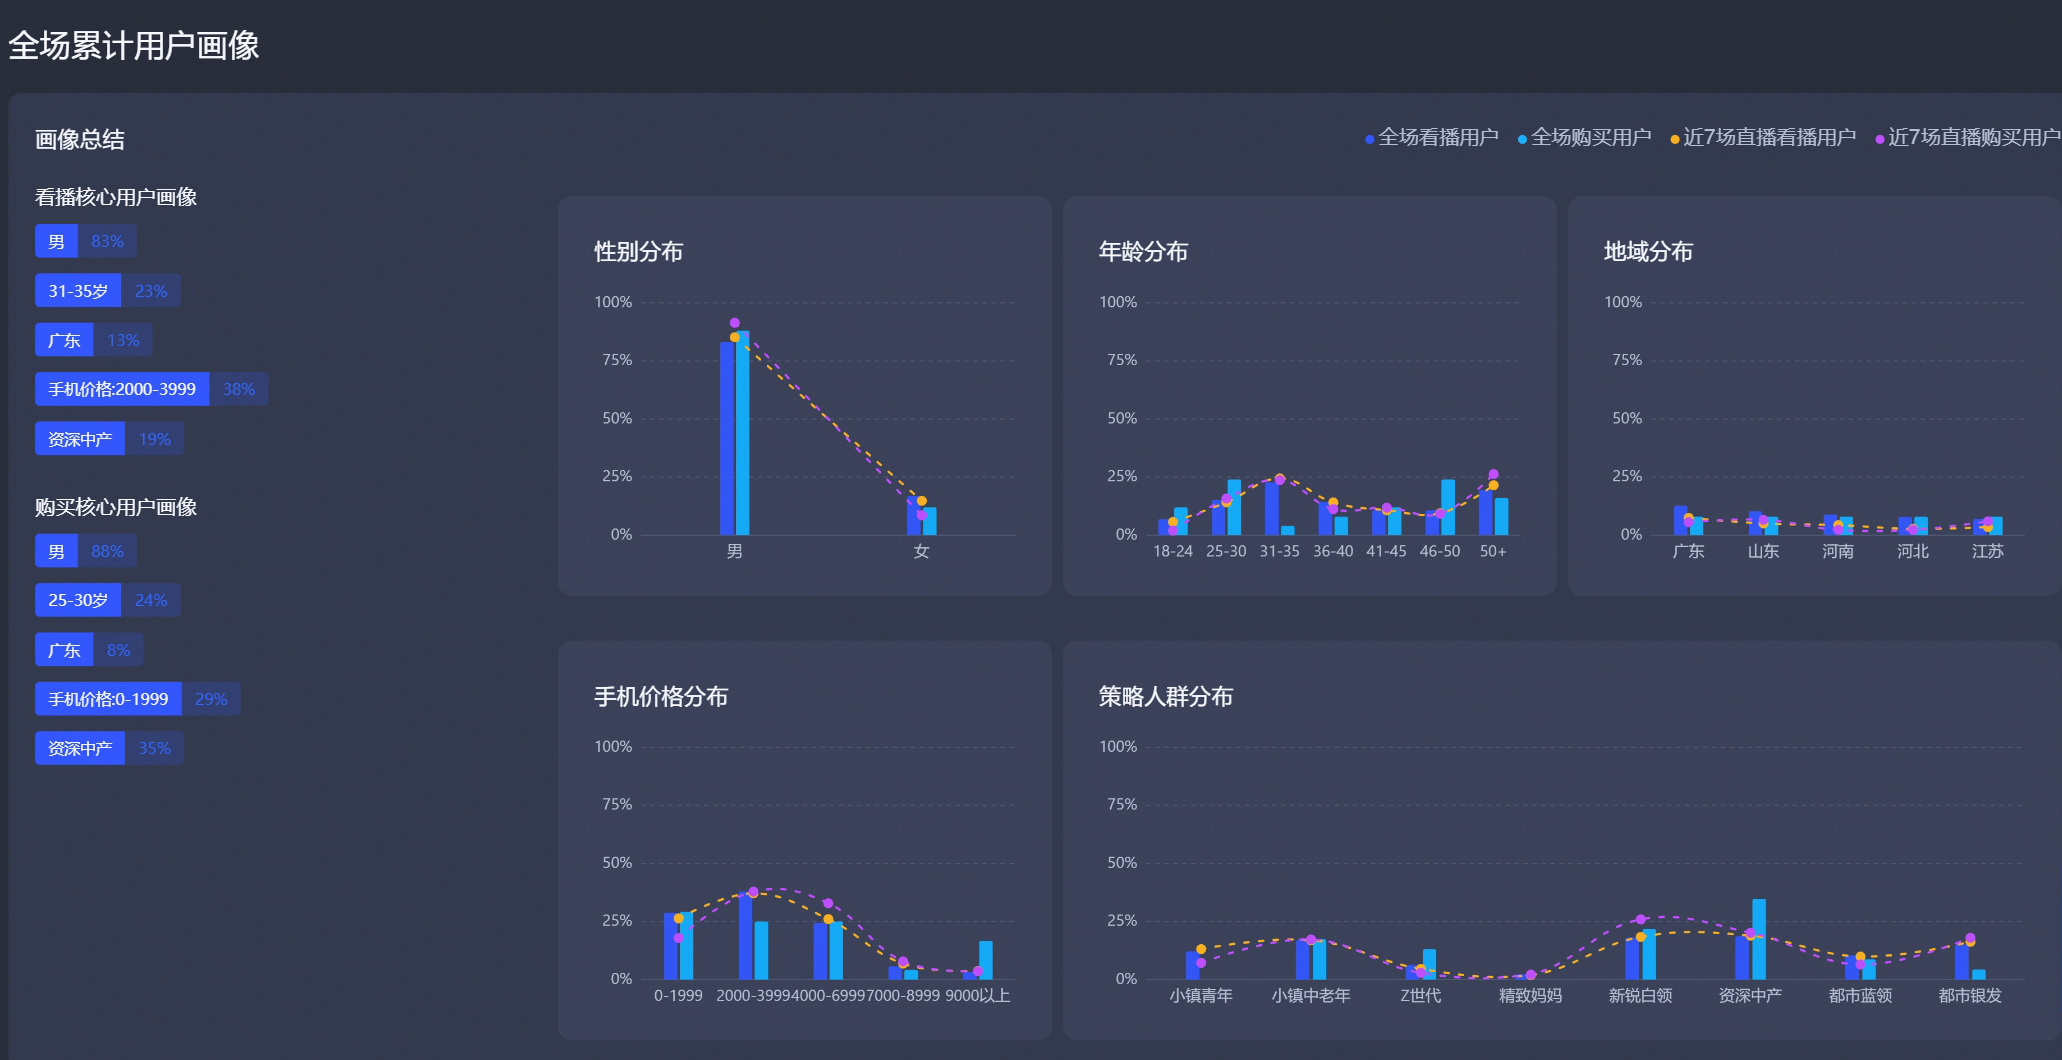 全场累计用户画像
画像总结
全场看播用户 全场购买用户 近7场直播看播用户 近7场直播购买用户
看播核心用户画像
男 83%
31-35岁 23%
广东 13%
手机价格:2000-3999 38%
资深中产 19%
购买核心用户画像
男 88%
25-30岁 24%
广东 8%
手机价格:0-1999 29%
资深中产 35%
性别分布
100%
75%
50%
25%
0%
男 女
年龄分布
100%
75%
50%
25%
0%
18-24 25-30 31-35 36-40 41-45 46-50 50+
地域分布
100%
75%
50%
25%
0%
广东 山东 河南 河北 江苏
手机价格分布
100%
75%
50%
25%
0%
0-1999 2000-3999 4000-6999 7000-8999 9000以上
策略人群分布
100%
75%
50%
25%
0%
小镇青年 小镇中老年 Z世代 精致妈妈 新锐白领 资深中产 都市蓝领 都市银发